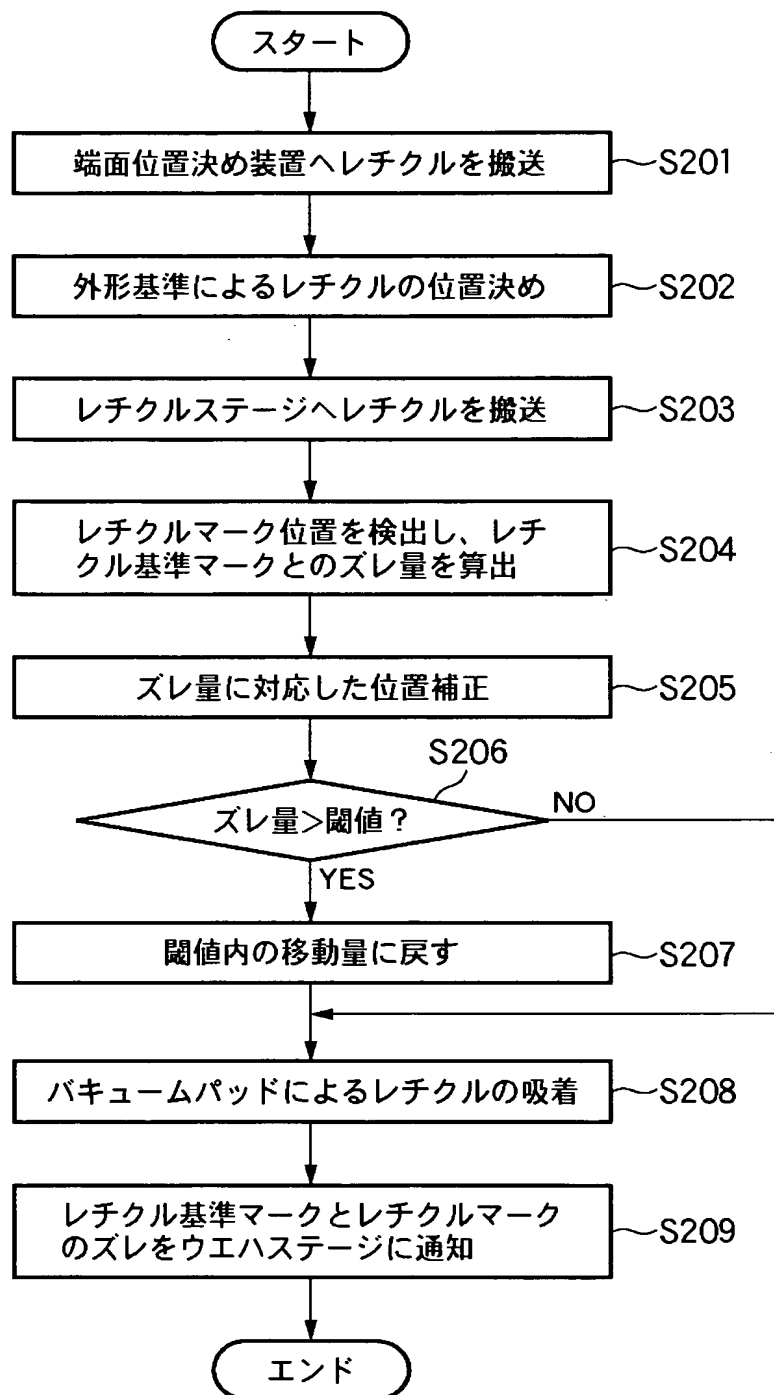 スタート
端面位置決め装置へレチクルを搬送
S201
外形基準によるレチクルの位置決め
S202
レチクルステージへレチクルを搬送
S203
レチクルマーク位置を検出し、レチ
クル基準マークとのズレ量を算出
S204
ズレ量に対応した位置補正
S205
S206
ズレ量>閾値?
NO
YES
閾値内の移動量に戻す
S207
バキュームパッドによるレチクルの吸着
S208
レチクル基準マークとレチクルマーク
のズレをウエハステージに通知
S209
エンド